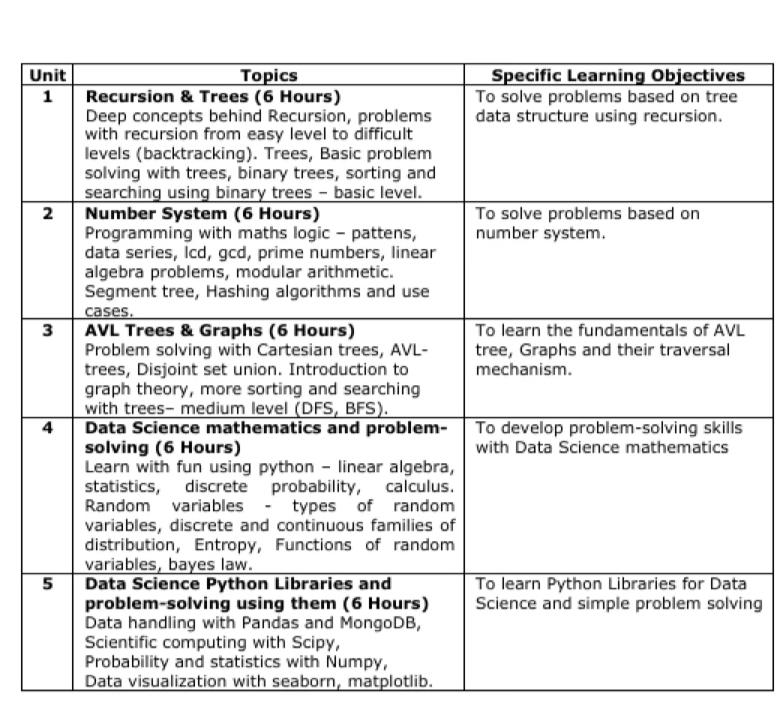 Unit Topics Specific Learning Objectives
1 Recursion & Trees (6 Hours) To solve problems based on tree
Deep concepts behind Recursion, problems data structure using recursion.
with recursion from easy level to difficult
levels (backtracking). Trees, Basic problem
solving with trees, binary trees, sorting and
searching using binary trees – basic level.
2 Number System (6 Hours) To solve problems based on
Programming with maths logic – pattens, number system.
data series, lcd, gcd, prime numbers, linear
algebra problems, modular arithmetic.
Segment tree, Hashing algorithms and use
cases.
3 AVL Trees & Graphs (6 Hours) To learn the fundamentals of AVL
Problem solving with Cartesian trees, AVL- tree, Graphs and their traversal
trees, Disjoint set union. Introduction to mechanism.
graph theory, more sorting and searching
with trees– medium level (DFS, BFS).
4 Data Science mathematics and problem- To develop problem-solving skills
solving (6 Hours) with Data Science mathematics
Learn with fun using python – linear algebra,
statistics, discrete probability, calculus.
Random variables - types of random
variables, discrete and continuous families of
distribution, Entropy, Functions of random
variables, bayes law.
5 Data Science Python Libraries and To learn Python Libraries for Data
problem-solving using them (6 Hours) Science and simple problem solving
Data handling with Pandas and MongoDB,
Scientific computing with Scipy,
Probability and statistics with Numpy,
Data visualization with seaborn, matplotlib.